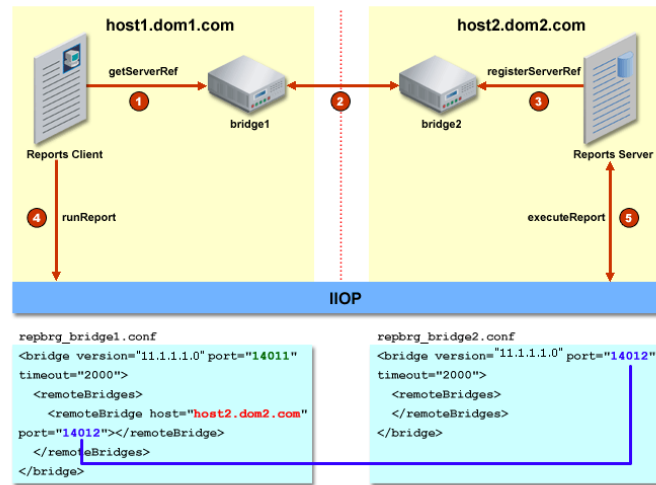 host1.dom1.com
host2.dom2.com
getServerRef
registerServerRef
1
2
3
bridge1
bridge2
Reports Client
Reports Server
4
runReport
executeReport
5
IIOP
repbrg_bridge1.conf
<bridge version="11.1.1.1.0" port="14011"
timeout="2000">
<remoteBridges>
<remoteBridge host="host2.dom2.com"
port="14012"></remoteBridge>
</remoteBridges>
</bridge>
repbrg_bridge2.conf
<bridge version="11.1.1.1.0" port="14012"
timeout="2000">
<remoteBridges>
</remoteBridges>
</bridge>